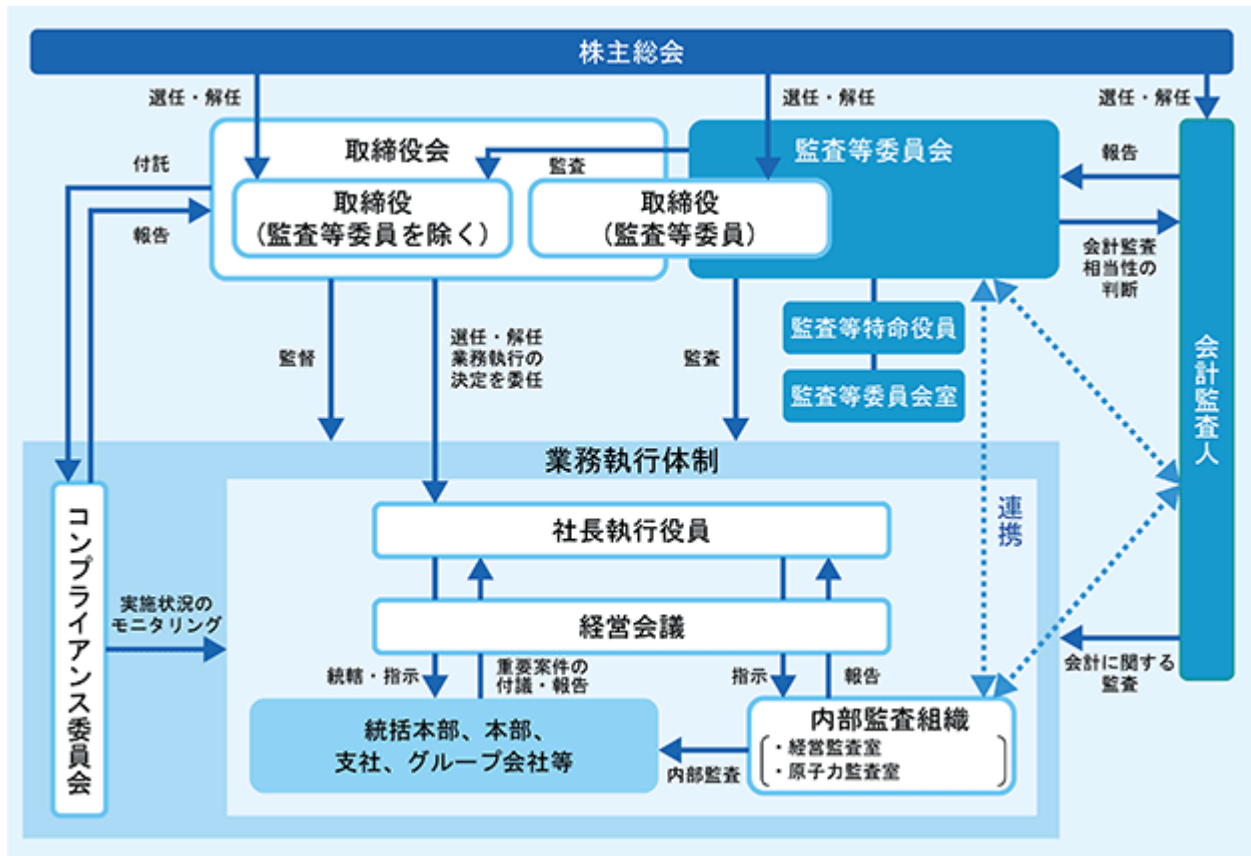 株主総会
選任・解任
選任・解任
選任・解任
取締役会
監査等委員会
付託
監査
報告
取締役
(監査等委員を除く)
取締役
(監査等委員)
報告
会計監査
相当性の
判断
監査等特命役員
監査等委員会室
会計監査人
監督
選任・解任
業務執行の
決定を委任
監査
業務執行体制
連携
コンプライアンス委員会
社長執行役員
実施状況の
モニタリング
経営会議
統轄・指示
重要案件の
付議・報告
指示
報告
会計に関する
監査
統括本部、本部、
支社、グループ会社等
内部監査
内部監査組織
・経営監査室
・原子力監査室